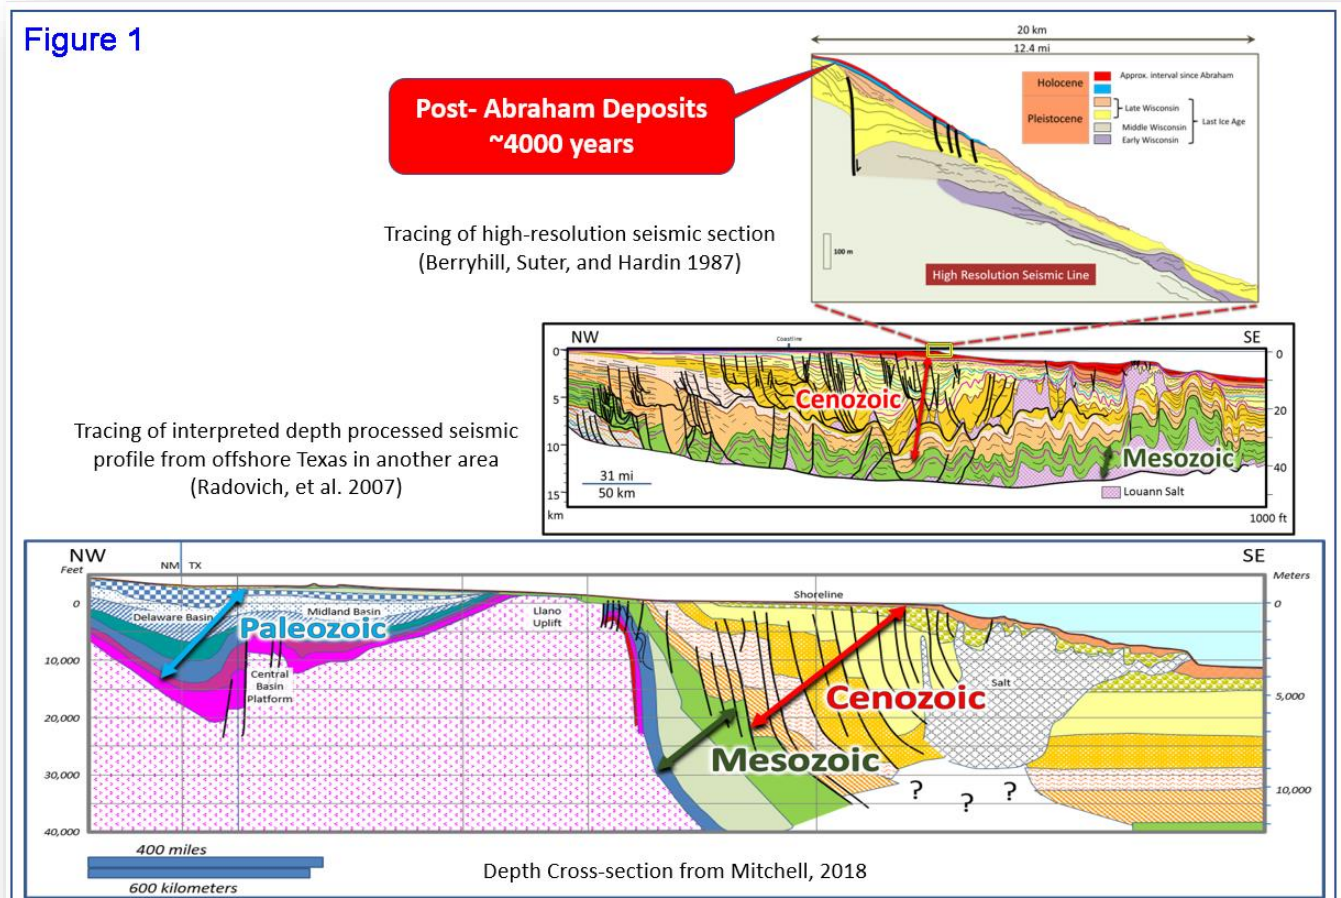 Figure 1
20 km
12.4 mi
Post- Abraham Deposits
~4000 years
Holocene
Approx. interval since Abraham
Pleistocene
Late Wisconsin
Middle Wisconsin
Early Wisconsin
Last Ice Age
Tracing of high-resolution seismic section
(Berryhill, Suter, and Hardin 1987)
100 m
High Resolution Seismic Line
NW
Coastline
SE
0
5
10
15
km
0
20
40
1000 ft
Cenozoic
Mesozoic
31 mi
50 km
Louann Salt
Tracing of interpreted depth processed seismic
profile from offshore Texas in another area
(Radovich, et al. 2007)
NW
SE
Feet
NM TX
Meters
0
10,000
20,000
30,000
40,000
Delaware Basin
Midland Basin
Paleozoic
Central
Basin
Platform
Llano
Uplift
Shoreline
Salt
Cenozoic
Mesozoic
? ? ?
0
5,000
10,000
400 miles
600 kilometers
Depth Cross-section from Mitchell, 2018